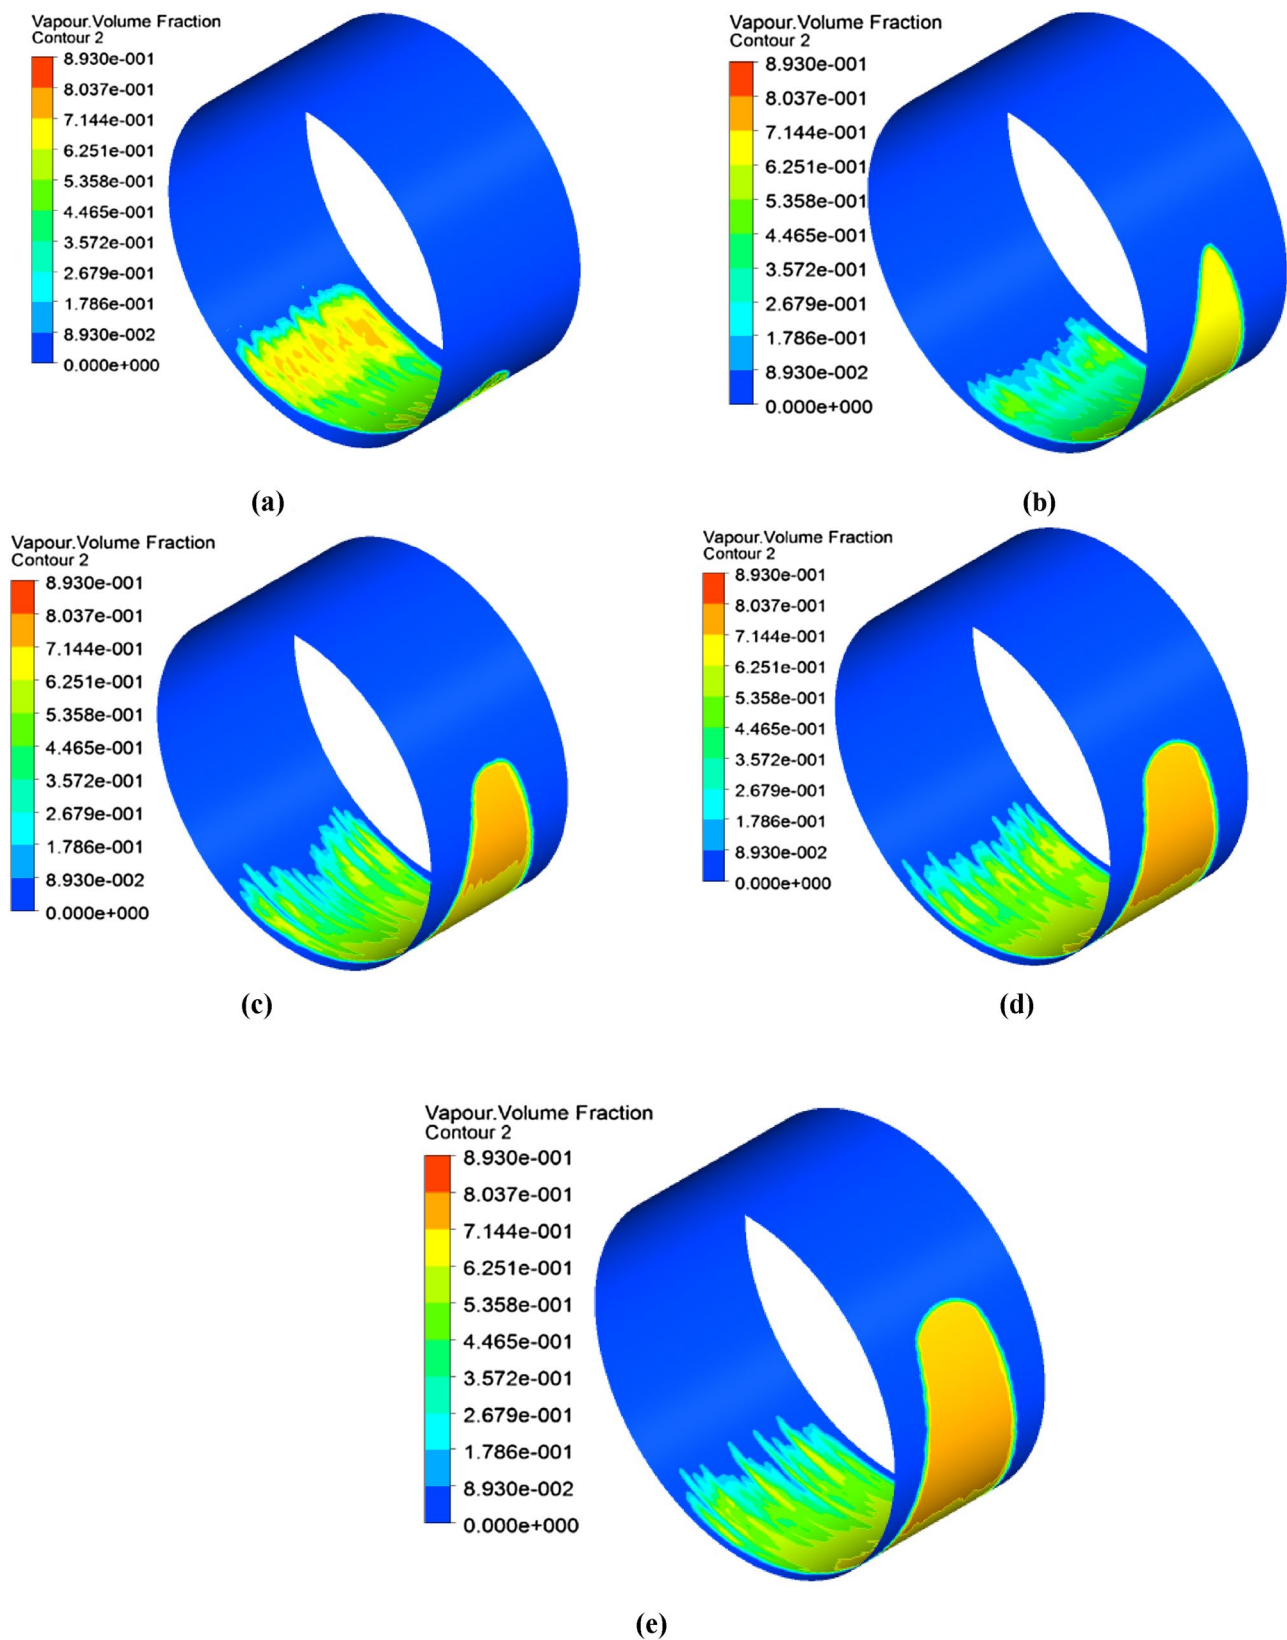 Vapour.Volume Fraction
Contour 2
8.930e-001
8.037e-001
7.144e-001
6.251e-001
5.358e-001
4.465e-001
3.572e-001
2.679e-001
1.786e-001
8.930e-002
0.000e+000
(a)
Vapour.Volume Fraction
Contour 2
8.930e-001
8.037e-001
7.144e-001
6.251e-001
5.358e-001
4.465e-001
3.572e-001
2.679e-001
1.786e-001
8.930e-002
0.000e+000
(b)
Vapour.Volume Fraction
Contour 2
8.930e-001
8.037e-001
7.144e-001
6.251e-001
5.358e-001
4.465e-001
3.572e-001
2.679e-001
1.786e-001
8.930e-002
0.000e+000
(c)
Vapour.Volume Fraction
Contour 2
8.930e-001
8.037e-001
7.144e-001
6.251e-001
5.358e-001
4.465e-001
3.572e-001
2.679e-001
1.786e-001
8.930e-002
0.000e+000
(d)
Vapour.Volume Fraction
Contour 2
8.930e-001
8.037e-001
7.144e-001
6.251e-001
5.358e-001
4.465e-001
3.572e-001
2.679e-001
1.786e-001
8.930e-002
0.000e+000
(e)